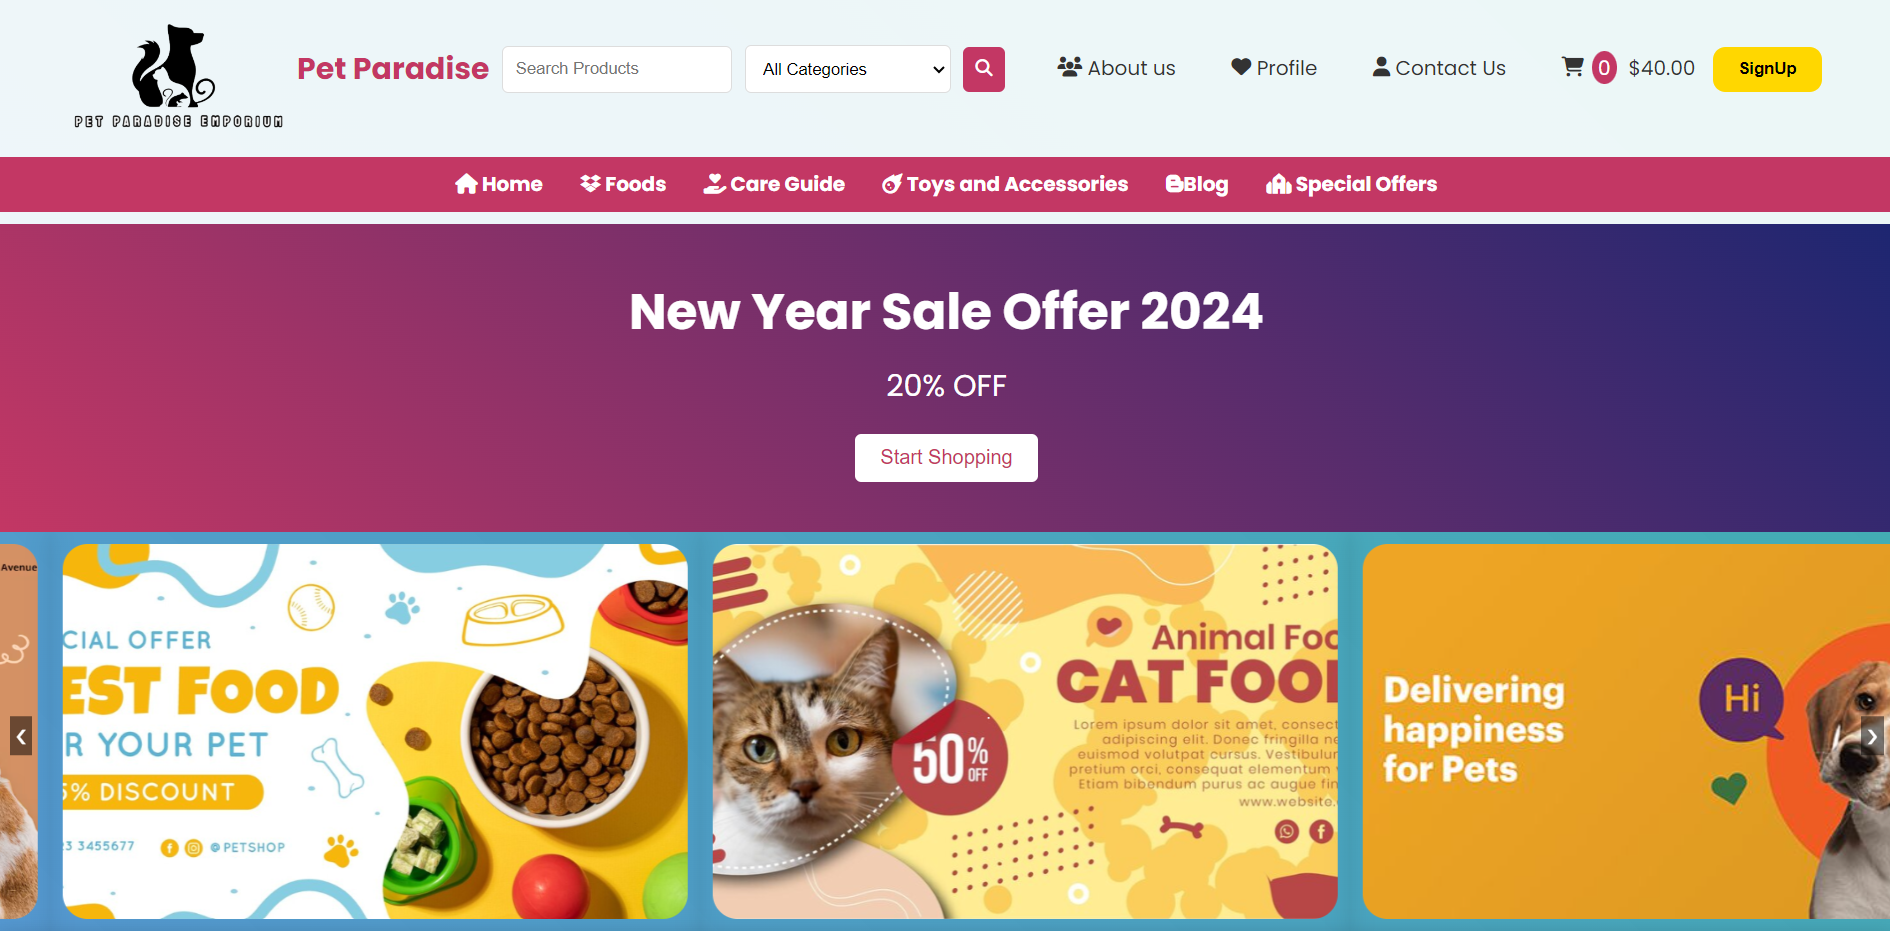 PET PARADISE EMPORIUM
Pet Paradise
Search Products
All Categories
About us
Profile
Contact Us
0
$40.00
SignUp
Home
Foods
Care Guide
Toys and Accessories
Blog
Special Offers
New Year Sale Offer 2024
20% OFF
Start Shopping
Avenue
CIAL OFFER
EST FOOD
R YOUR PET
5% DISCOUNT
3455677
@PETSHOP
Animal Foo
CAT FOOD
Lorem ipsum dolor sit amet, consect
adipiscing elit. Donec fringilla ne
euismod volutpat cursus. Vestibulum
pretium orci, consequat elementum
Etiam bibendum purus ac augue fin
www.website.
50%
OFF
Delivering
happiness
for Pets
Hi